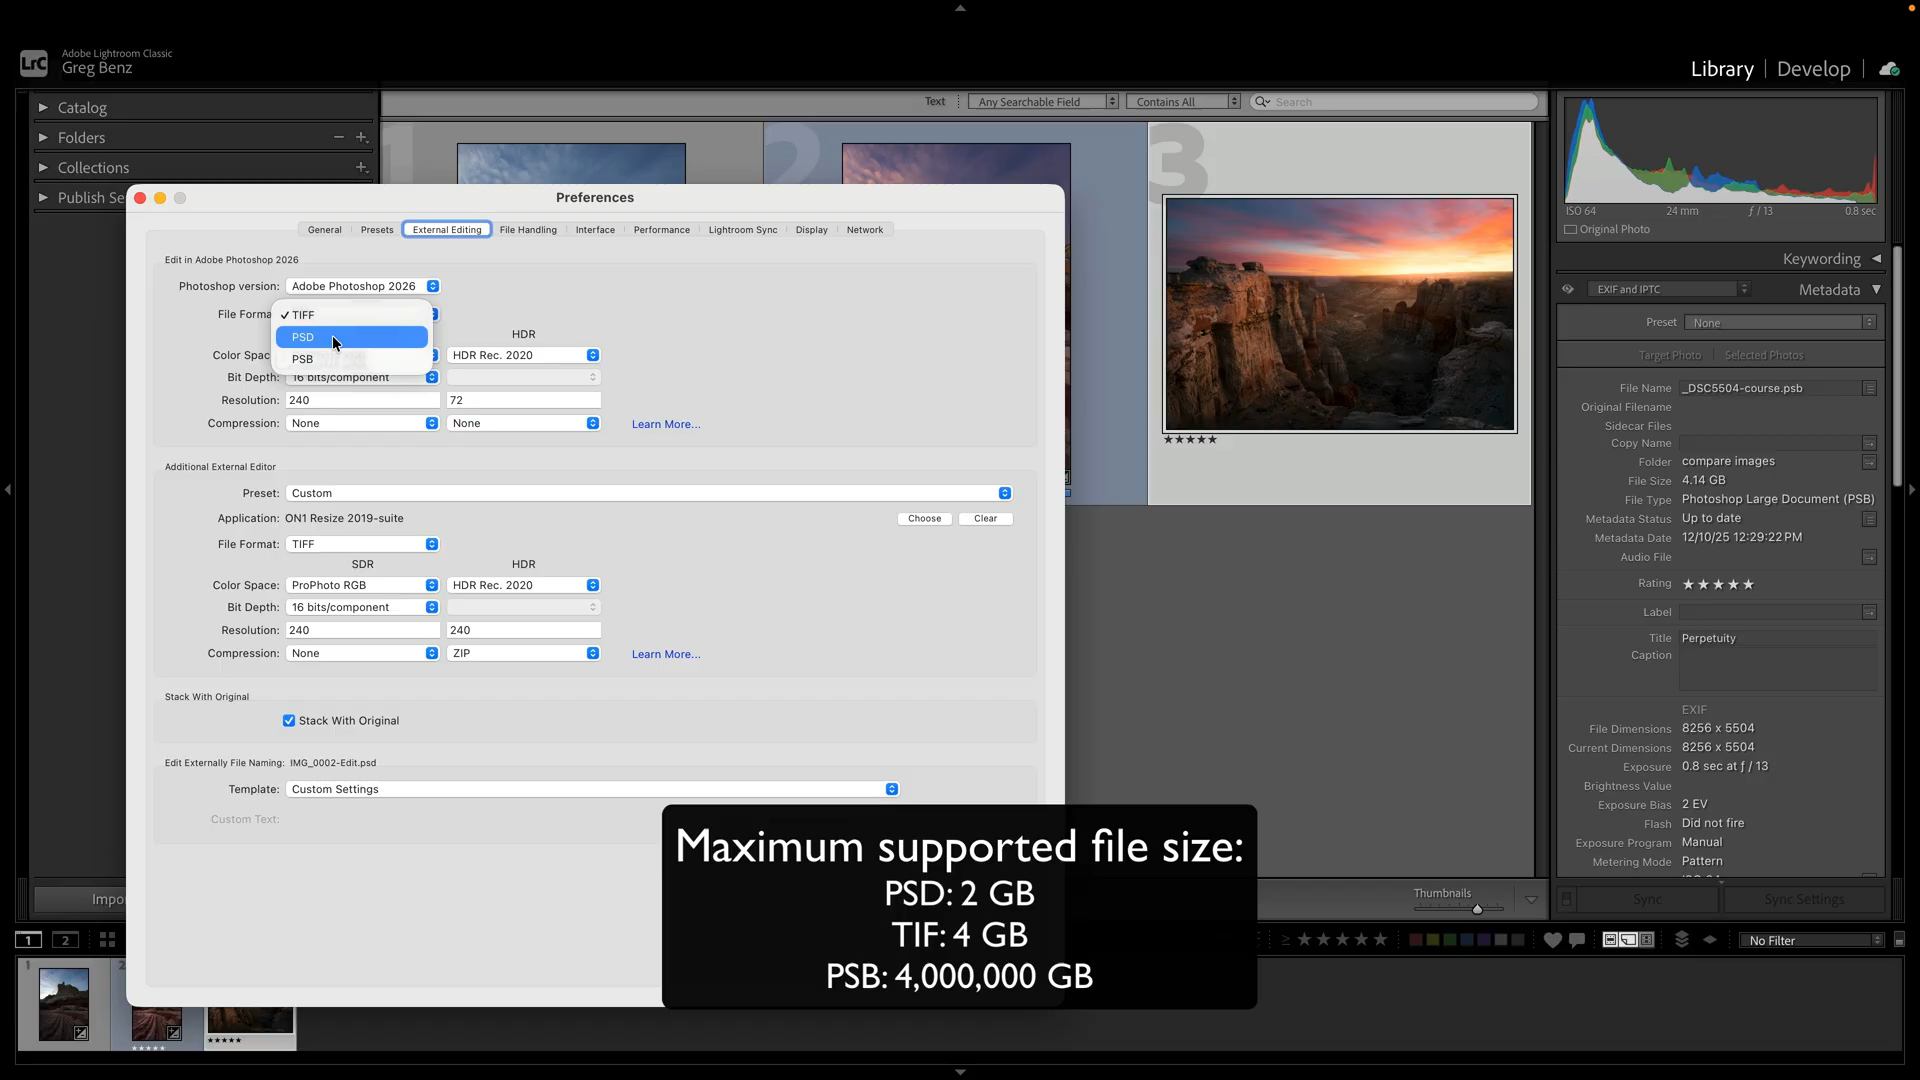 LrC
Adobe Lightroom Classic
Greg Benz
Library | Develop
Catalog
Folders
Collections
Publish Se
Text
Any Searchable Field
Contains All
Search
1
2
3
ISO 64 24 mm ƒ / 13 0.8 sec
Original Photo
Keywording
EXIF and IPTC
Metadata
Preset None
Target Photo Selected Photos
File Name _DSC5504-course.psb
Original Filename
Sidecar Files
Copy Name
Folder compare images
File Size 4.14 GB
File Type Photoshop Large Document (PSB)
Metadata Status Up to date
Metadata Date 12/10/25 12:29:22 PM
Audio File
Rating ★★★★★
Label
Title Perpetuity
Caption
EXIF
File Dimensions 8256 x 5504
Current Dimensions 8256 x 5504
Exposure 0.8 sec at ƒ / 13
Brightness Value
Exposure Bias 2 EV
Flash Did not fire
Exposure Program Manual
Metering Mode Pattern
Sync Sync Settings
Preferences
General Presets External Editing File Handling Interface Performance Lightroom Sync Display Network
Edit in Adobe Photoshop 2026
Photoshop version: Adobe Photoshop 2026
File Forma ✓ TIFF
PSD
PSB
HDR
Color Spac HDR Rec. 2020
Bit Depth: 16 bits/component
Resolution: 240 72
Compression: None None Learn More...
Additional External Editor
Preset: Custom
Application: ON1 Resize 2019-suite Choose Clear
File Format: TIFF
SDR HDR
Color Space: ProPhoto RGB HDR Rec. 2020
Bit Depth: 16 bits/component
Resolution: 240 240
Compression: None ZIP Learn More...
Stack With Original
Stack With Original
Edit Externally File Naming: IMG_0002-Edit.psd
Template: Custom Settings
Custom Text:
Maximum supported file size:
PSD: 2 GB
TIF: 4 GB
PSB: 4,000,000 GB
Impor
Thumbnails
1 2
No Filter
1
2